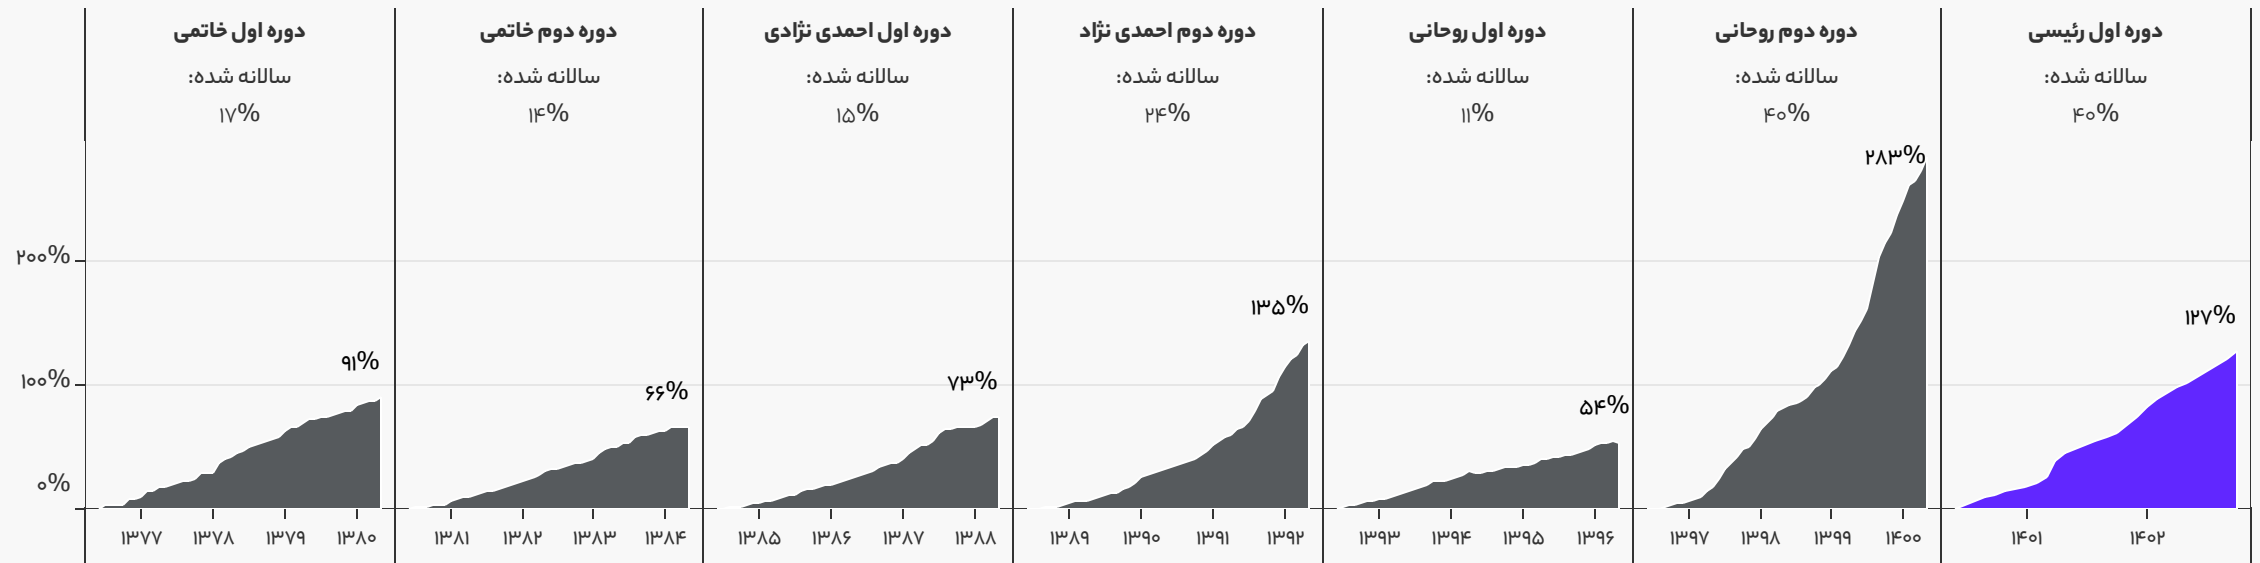 دوره اول خاتمی
سالانه شده:
۱۷%
۹۱%
۱۳۷۷ ۱۳۷۸ ۱۳۷۹ ۱۳۸۰
دوره دوم خاتمی
سالانه شده:
۱۴%
۶۶%
۱۳۸۱ ۱۳۸۲ ۱۳۸۳ ۱۳۸۴
دوره اول احمدی نژادی
سالانه شده:
۱۵%
۷۳%
۱۳۸۵ ۱۳۸۶ ۱۳۸۷ ۱۳۸۸
دوره دوم احمدی نژاد
سالانه شده:
۲۴%
۱۳۵%
۱۳۸۹ ۱۳۹۰ ۱۳۹۱ ۱۳۹۲
دوره اول روحانی
سالانه شده:
۱۱%
۵۴%
۱۳۹۳ ۱۳۹۴ ۱۳۹۵ ۱۳۹۶
دوره دوم روحانی
سالانه شده:
۴۰%
۲۸۳%
۱۳۹۷ ۱۳۹۸ ۱۳۹۹ ۱۴۰۰
دوره اول رئیسی
سالانه شده:
۴۰%
۱۲۷%
۱۴۰۱ ۱۴۰۲
۲۰۰%
۱۰۰%
۰%